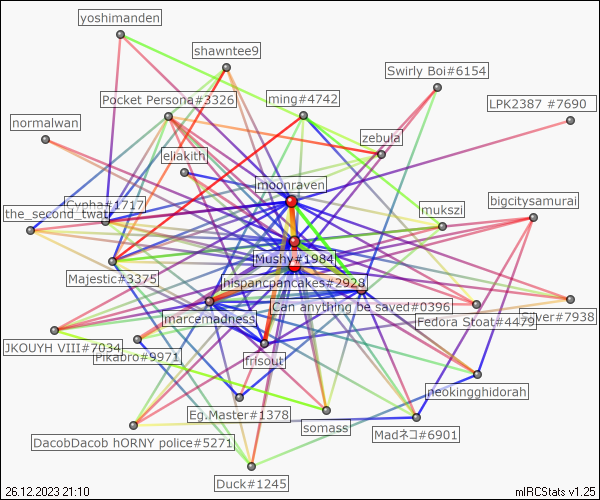 yoshimanden
shawntee9
Swirly Boi#6154
Pocket Persona#3326
ming#4742
LPK2387 #7690
normalwan
zebula
eliakith
moonraven
Cypha#1717
bigcitysamurai
the_second_twat
mukszi
Mushy#1984
Majestic#3375
hispancpancakes#2928
Can anything be saved#0396
marcemadness
Fedora Stoat#4479
ver#7938
JKOUYH VIII#7034
Pikabro#9971
frisout
neokingghidorah
Eg.Master#1378
somass
Madネコ#6901
DacobDacob hORNY police#5271
Duck#1245
26.12.2023 21:10
mIRCStats v1.25